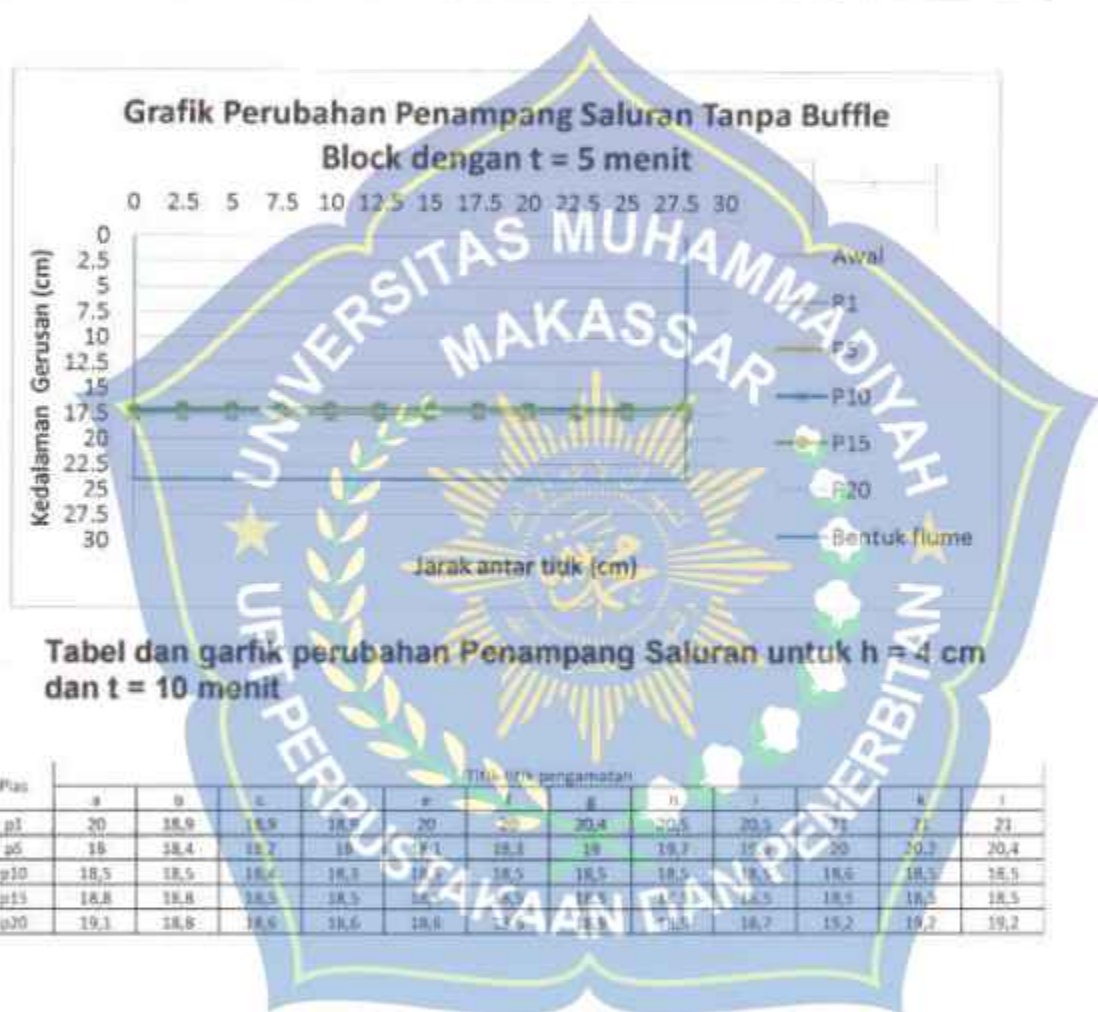 Grafik Perubahan Penampang Saluran Tanpa Buffle
Block dengan t = 5 menit
0 2.5 5 7.5 10 12.5 15 17.5 20 22.5 25 27.5 30
0
2.5
5
7.5
10
12.5
15
17.5
20
22.5
25
27.5
30
Kedalaman Gerusan (cm)
Jarak antar titik (cm)
Awal
P1
P5
P10
P15
P20
Bentuk flume
UNIVERSITAS MUHAMMADIYAH
MAKASSAR
UPT PERPUSTAKAAN DAN PENERBITAN
Tabel dan garfik perubahan Penampang Saluran untuk h = 4 cm
dan t = 10 menit
Pias Titik-titik pengamatan
a b c e f g h i k l
p1 20 18,9 18,9 20 20 20,4 20,5 20,5 21 21
p5 18 18,4 18,3 19 19,7 20 20,4
p10 18,5 18,5 18,4 18,3 18,5 18,5 18,5 18,6 18,5 18,5
p15 18,8 18,8 18,5 18,5 18,5 18,5 18,5 18,5
p20 19,1 18,8 18,6 18,6 18,6 18,7 19,2 19,2 19,2